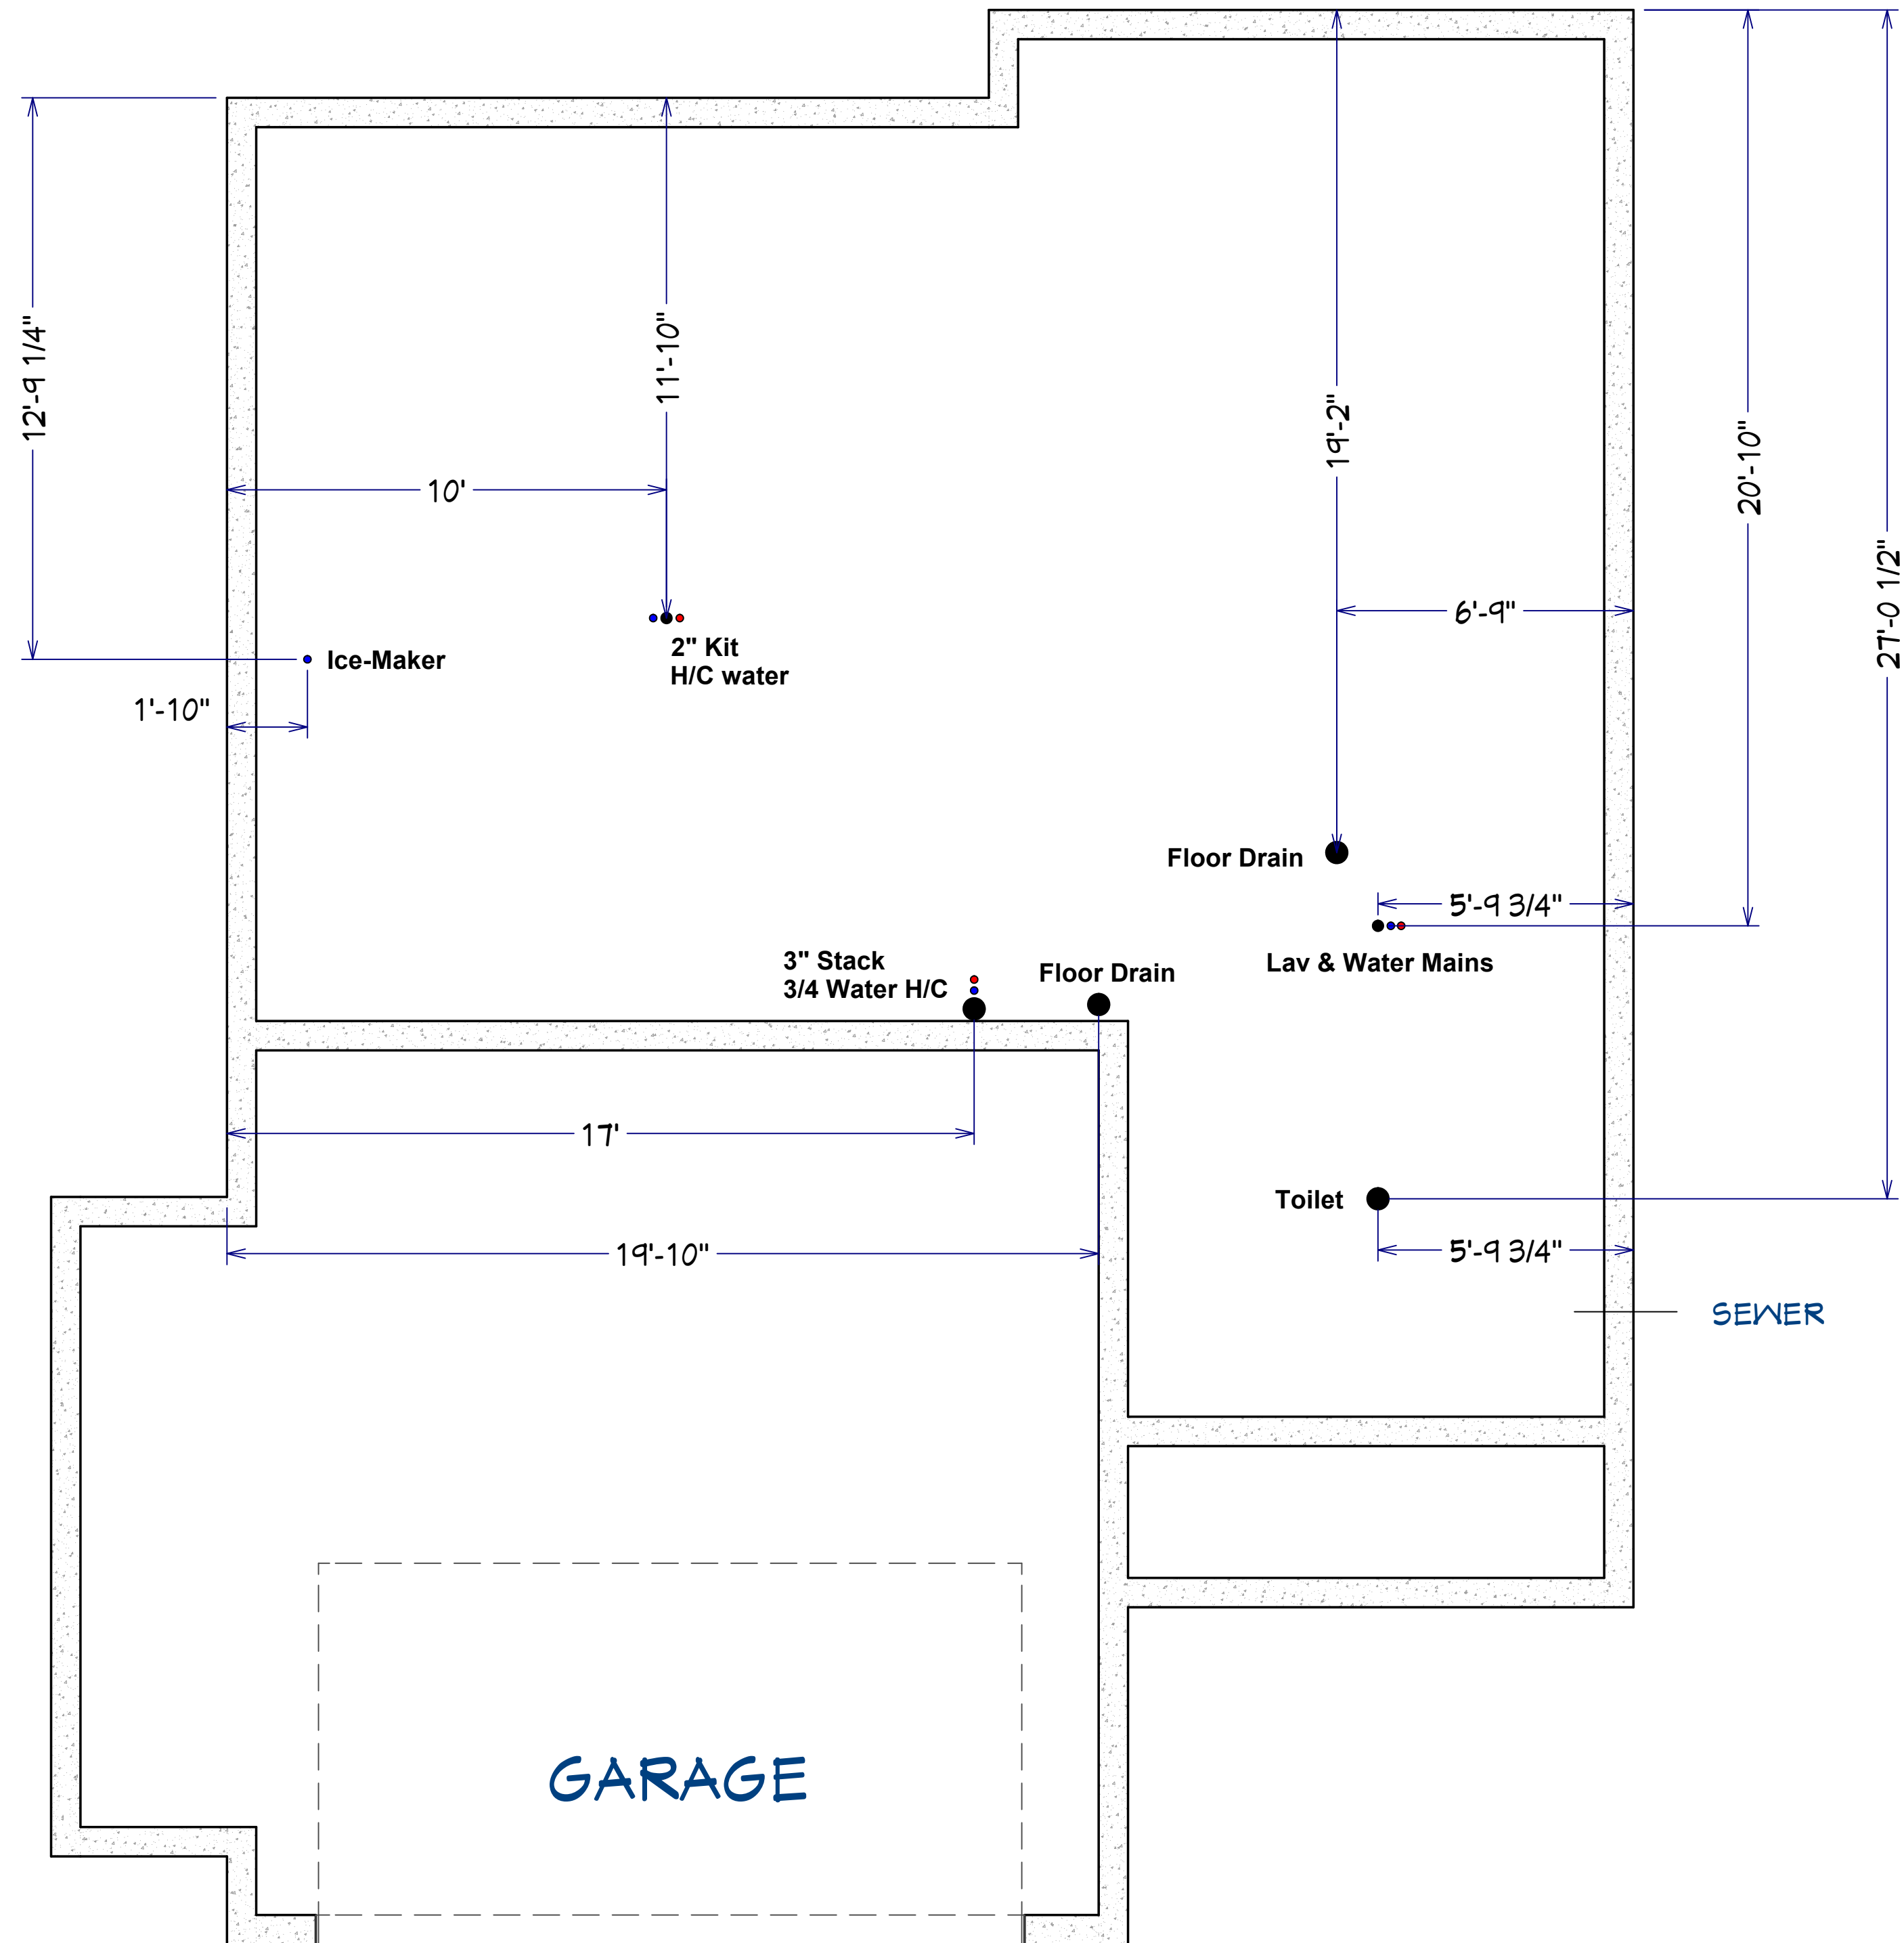 12'-9 1/4"
11'-10"
19'-2"
20'-10"
27'-0 1/2"
10'
6'-9"
2" Kit
H/C water
Ice-Maker
1'-10"
Floor Drain
5'-9 3/4"
Lav & Water Mains
3" Stack
3/4 Water H/C
Floor Drain
17'
Toilet
19'-10"
5'-9 3/4"
SEWER
GARAGE